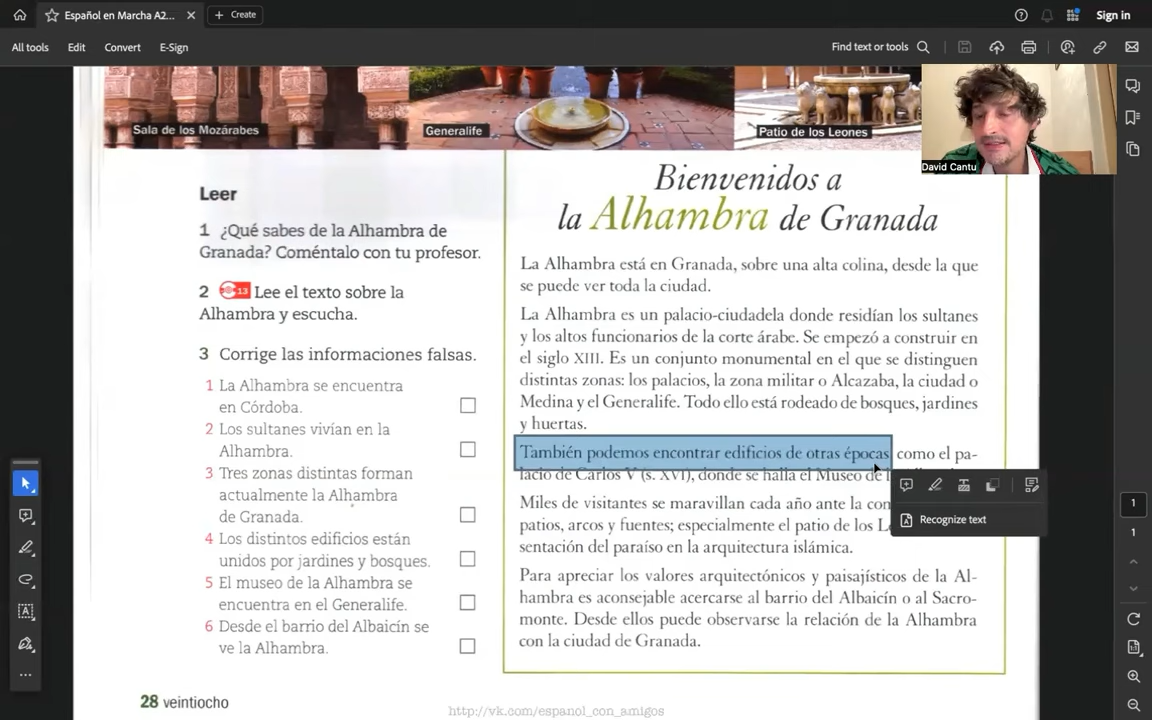 Español en Marcha A2...
Create
Sign in
All tools
Edit
Convert
E-Sign
Find text or tools
David Cantu
Sala de los Mozárabes
Generalife
Patio de los Leones
Leer
1 ¿Qué sabes de la Alhambra de
Granada? Coméntalo con tu profesor.
2 13 Lee el texto sobre la
Alhambra y escucha.
3 Corrige las informaciones falsas.
1 La Alhambra se encuentra
en Córdoba.
2 Los sultanes vivían en la
Alhambra.
3 Tres zonas distintas forman
actualmente la Alhambra
de Granada.
4 Los distintos edificios están
unidos por jardines y bosques.
5 El museo de la Alhambra se
encuentra en el Generalife.
6 Desde el barrio del Albaicín se
ve la Alhambra.
28 veintiocho
Bienvenidos a
la Alhambra de Granada
La Alhambra está en Granada, sobre una alta colina, desde la que
se puede ver toda la ciudad.
La Alhambra es un palacio-ciudadela donde residían los sultanes
y los altos funcionarios de la corte árabe. Se empezó a construir en
el siglo XIII. Es un conjunto monumental en el que se distinguen
distintas zonas: los palacios, la zona militar o Alcazaba, la ciudad o
Medina y el Generalife. Todo ello está rodeado de bosques, jardines
y huertas.
También podemos encontrar edificios de otras épocas como el pa-
lacio de Carlos V (s. XVI), donde se halla el Museo de
Miles de visitantes se maravillan cada año ante la
patios, arcos y fuentes; especialmente el patio de los
sentación del paraíso en la arquitectura islámica.
Para apreciar los valores arquitectónicos y paisajísticos de la Al-
hambra es aconsejable acercarse al barrio del Albaicín o al Sacro-
monte. Desde ellos puede observarse la relación de la Alhambra
con la ciudad de Granada.
Recognize text
1
1
http://vk.com/espanol_con_amigos